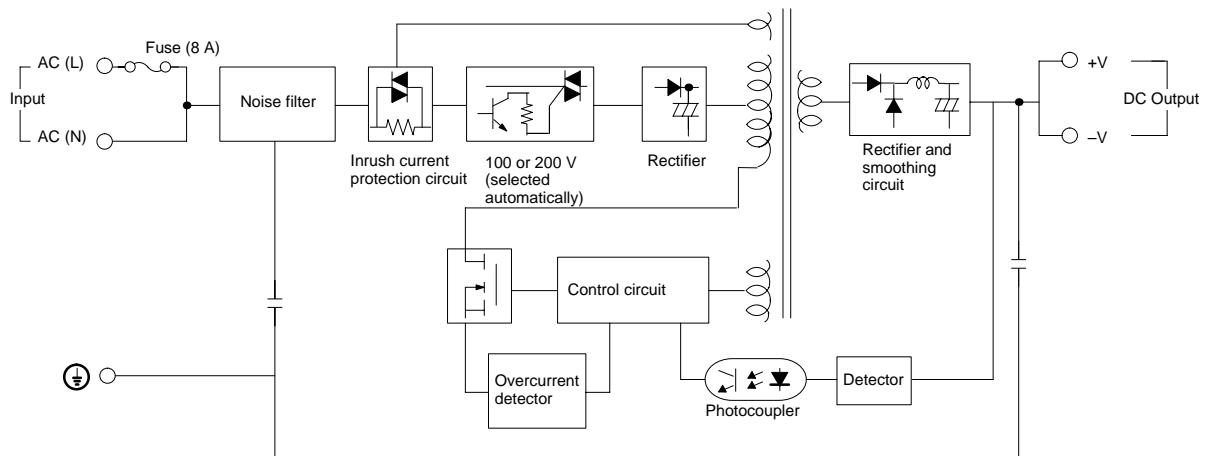 Fuse (8 A)
AC (L)
Input
AC (N)
Noise filter
Inrush current
protection circuit
100 or 200 V
(selected
automatically)
Rectifier
Rectifier and
smoothing
circuit
+V
DC Output
–V
Control circuit
Overcurrent
detector
Photocoupler
Detector